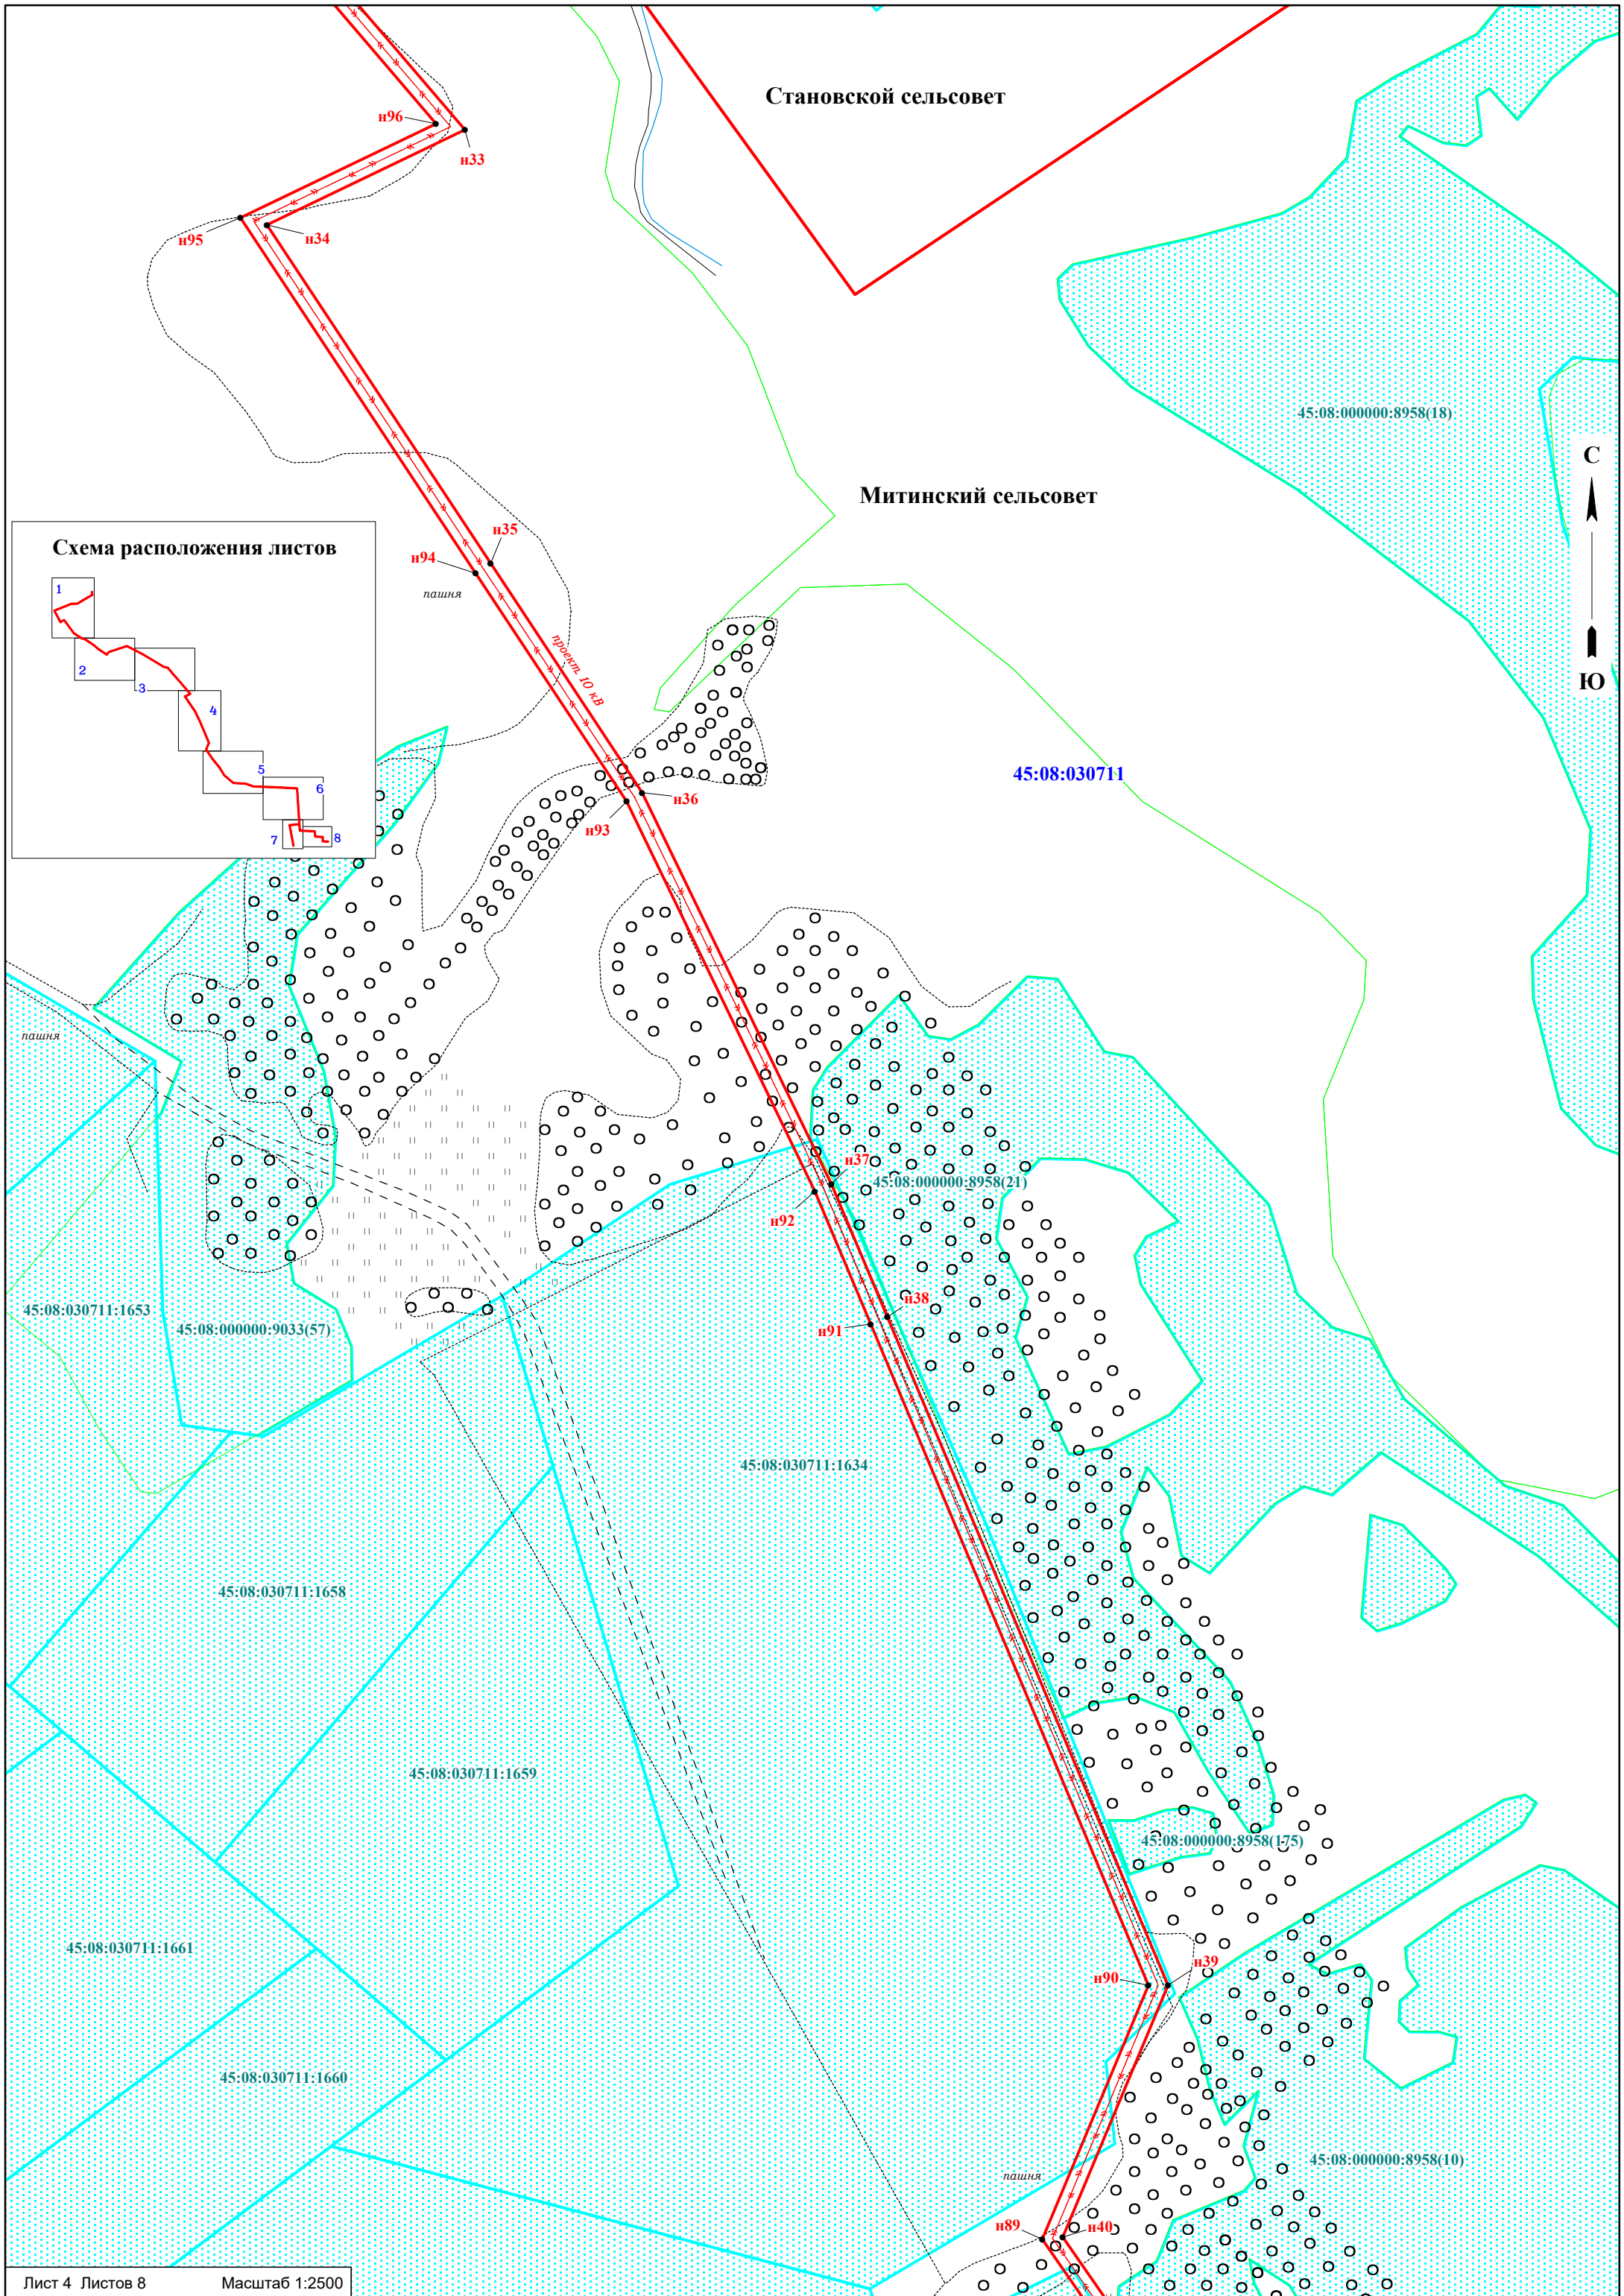 Становской сельсовет
н96
н33
н95
н34
45:08:000000:8958(18)
С
Митинский сельсовет
н35
Схема расположения листов
н94
1
пашня
проект. 10 кВ
2
Ю
3
4
45:08:030711
5
6
н36
н93
7
8
пашня
н37
45:08:000000:8958(21)
н92
н38
45:08:030711:1653
45:08:000000:9033(57)
н91
45:08:030711:1634
45:08:030711:1658
45:08:030711:1659
45:08:000000:8958(175)
45:08:030711:1661
н39
н90
45:08:030711:1660
45:08:000000:8958(10)
пашня
н89
н40
Лист 4 Листов 8 Масштаб 1:2500